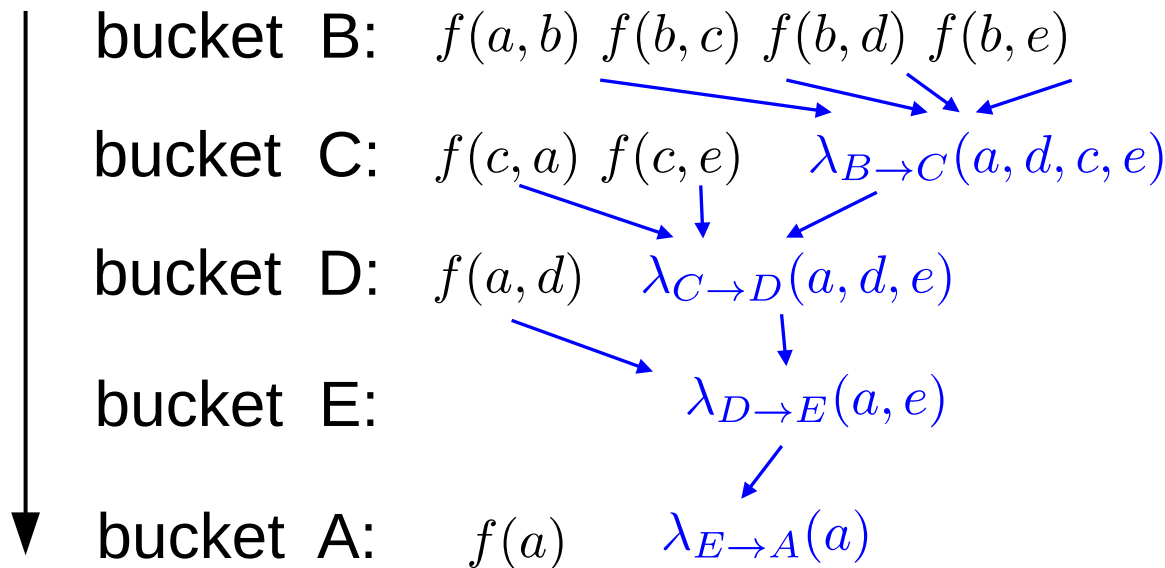 bucket B: f(a, b) f(b, c) f(b, d) f(b, e)
bucket C: f(c, a) f(c, e) λ_{B→C}(a, d, c, e)
bucket D: f(a, d) λ_{C→D}(a, d, e)
bucket E: λ_{D→E}(a, e)
bucket A: f(a) λ_{E→A}(a)